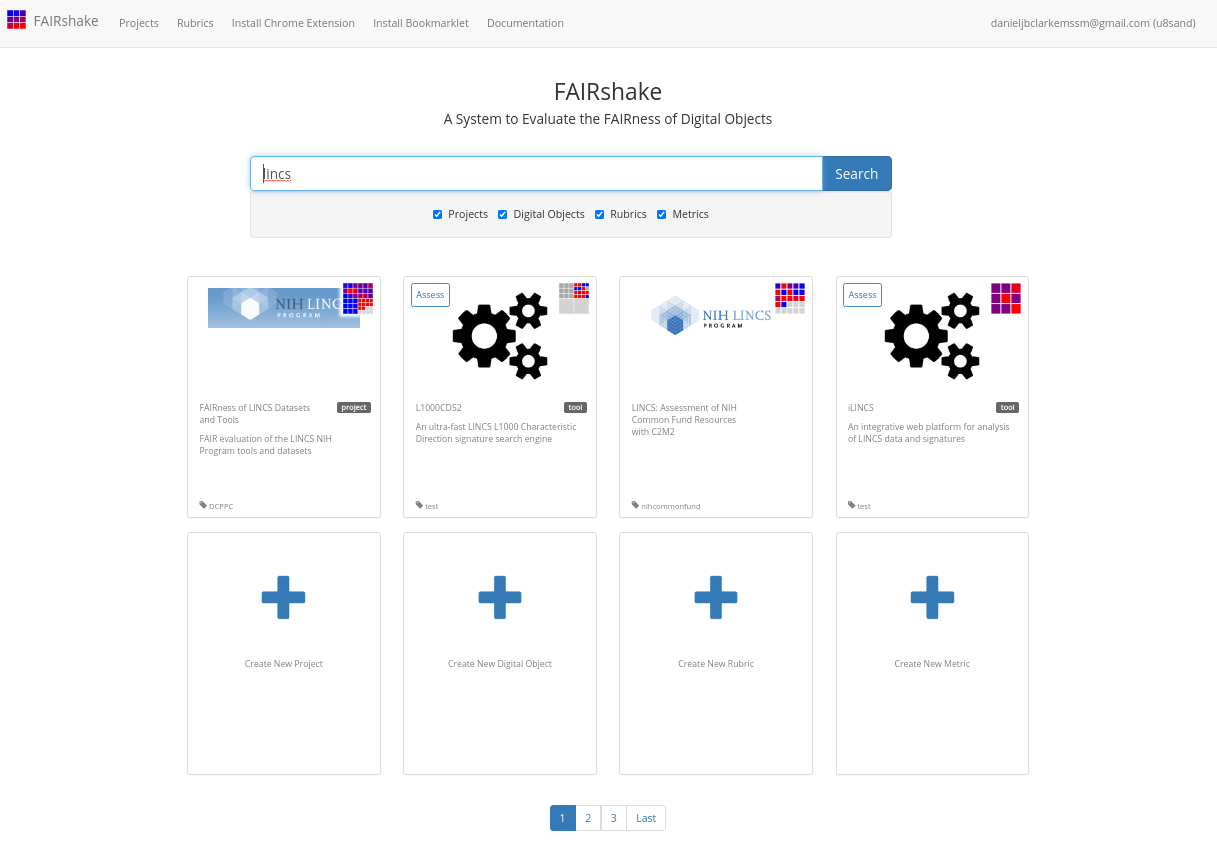 FAIRshake Projects Rubrics Install Chrome Extension Install Bookmarklet Documentation danieljbclarkemssm@gmail.com (u8sand)
FAIRshake
A System to Evaluate the FAIRness of Digital Objects
lincs Search
Projects Digital Objects Rubrics Metrics
NIH LINC
PROGRAM
FAIRness of LINCS Datasets
and Tools
project
FAIR evaluation of the LINCS NIH
Program tools and datasets
DCPPC
Assess
L1000CDS2 tool
An ultra-fast LINCS L1000 Characteristic
Direction signature search engine
test
NIH LINCS
PROGRAM
LINCS: Assessment of NIH
Common Fund Resources
with C2M2
nihcommonfund
Assess
iLINCS tool
An integrative web platform for analysis
of LINCS data and signatures
test
Create New Project
Create New Digital Object
Create New Rubric
Create New Metric
1 2 3 Last